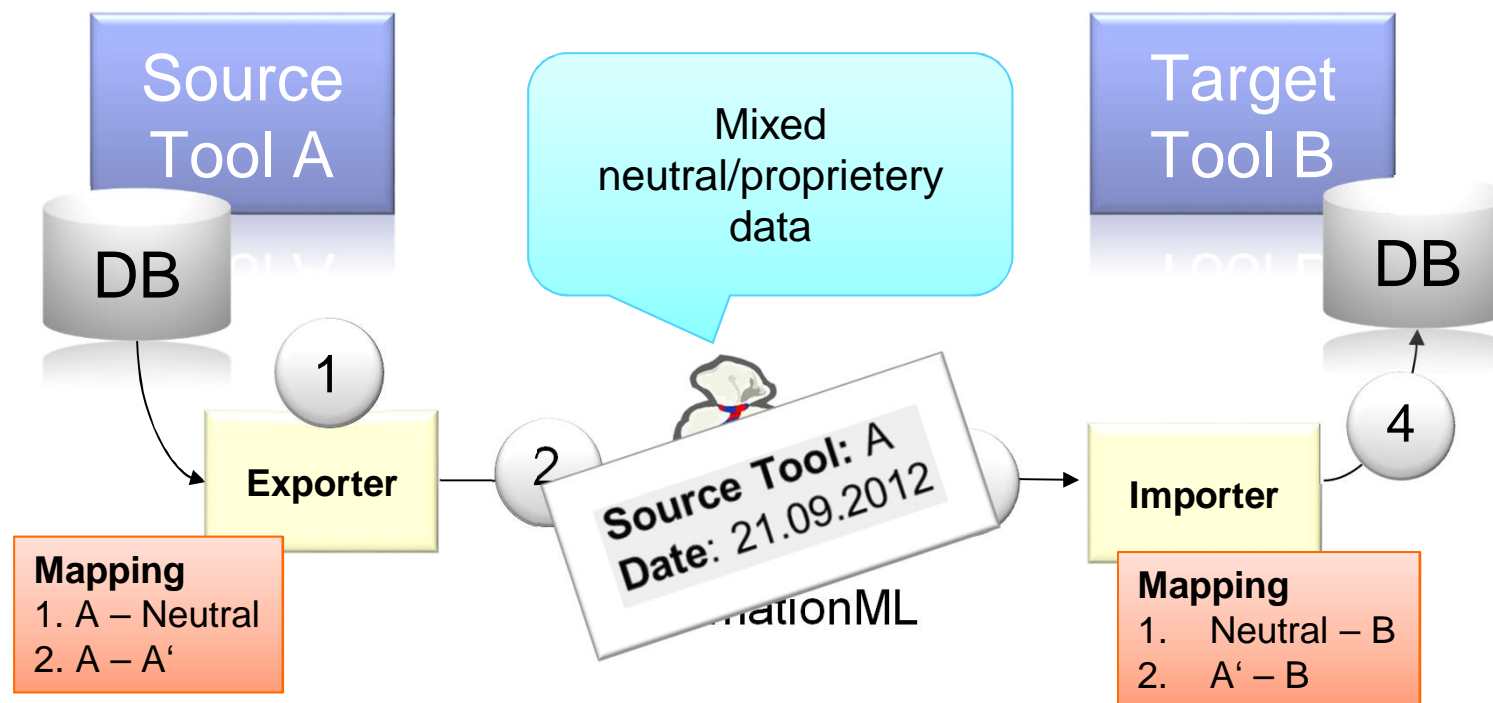 Source
Tool A
DB
Mixed
neutral/proprietery
data
Target
Tool B
DB
1
2
4
Exporter
Source Tool: A
Date: 21.09.2012
mationML
Importer
Mapping
1. A – Neutral
2. A – A‘
Mapping
1. Neutral – B
2. A‘ – B